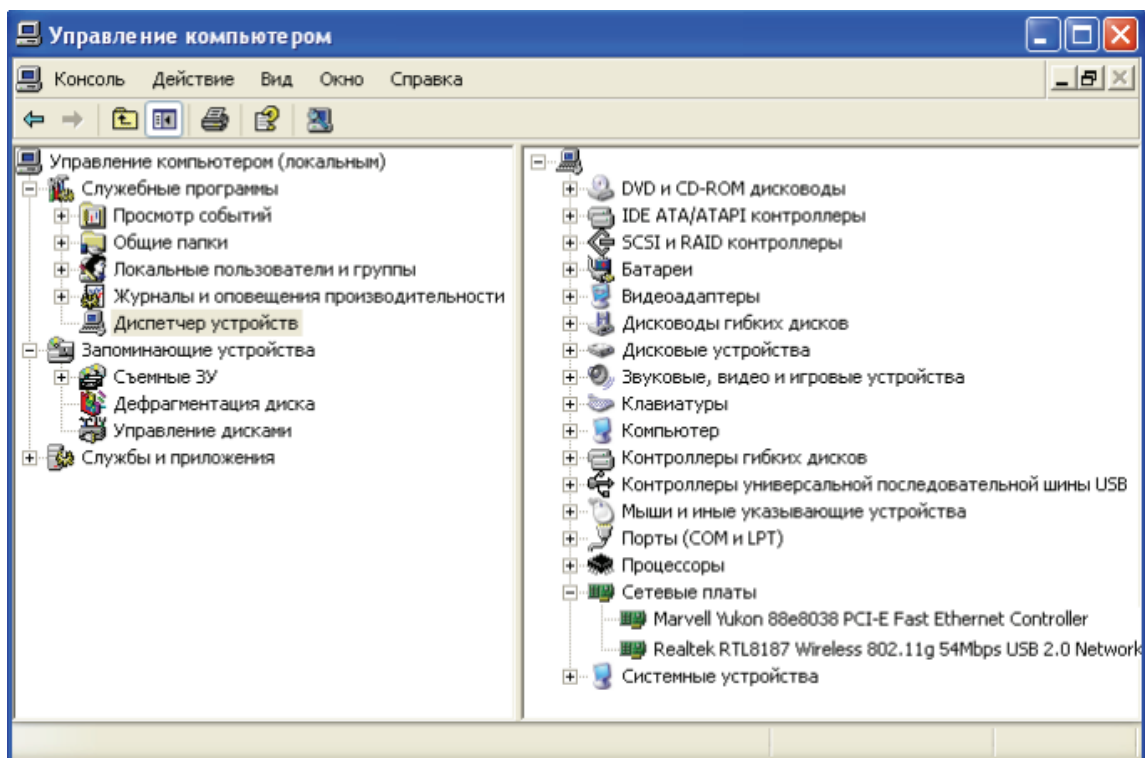 Управление компьютером
Консоль Действие Вид Окно Справка
Управление компьютером (локальным)
Служебные программы
Просмотр событий
Общие папки
Локальные пользователи и группы
Журналы и оповещения производительности
Диспетчер устройств
Запоминающие устройства
Съемные ЗУ
Дефрагментация диска
Управление дисками
Службы и приложения
DVD и CD-ROM дисководы
IDE ATA/ATAPI контроллеры
SCSI и RAID контроллеры
Батареи
Видеоадаптеры
Дисководы гибких дисков
Дисковые устройства
Звуковые, видео и игровые устройства
Клавиатуры
Компьютер
Контроллеры гибких дисков
Контроллеры универсальной последовательной шины USB
Мыши и иные указывающие устройства
Порты (COM и LPT)
Процессоры
Сетевые платы
Marvell Yukon 88e8038 PCI-E Fast Ethernet Controller
Realtek RTL8187 Wireless 802.11g 54Mbps USB 2.0 Network
Системные устройства